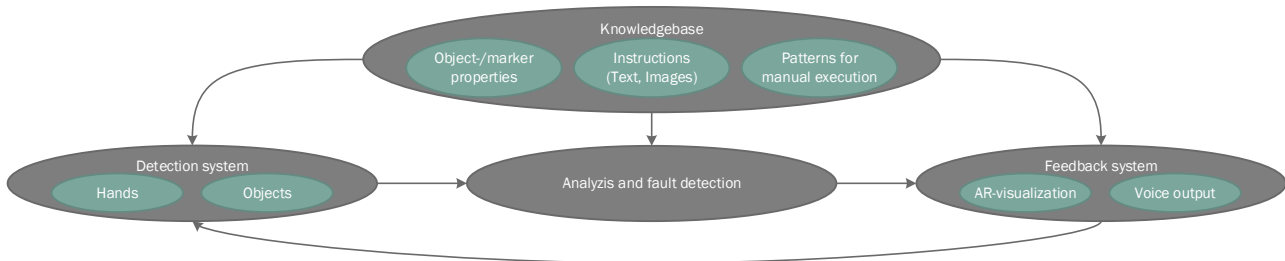 Knowledgebase
Object-/marker
properties
Instructions
(Text, Images)
Patterns for
manual execution
Detection system
Hands
Objects
Analyzis and fault detection
Feedback system
AR-visualization
Voice output